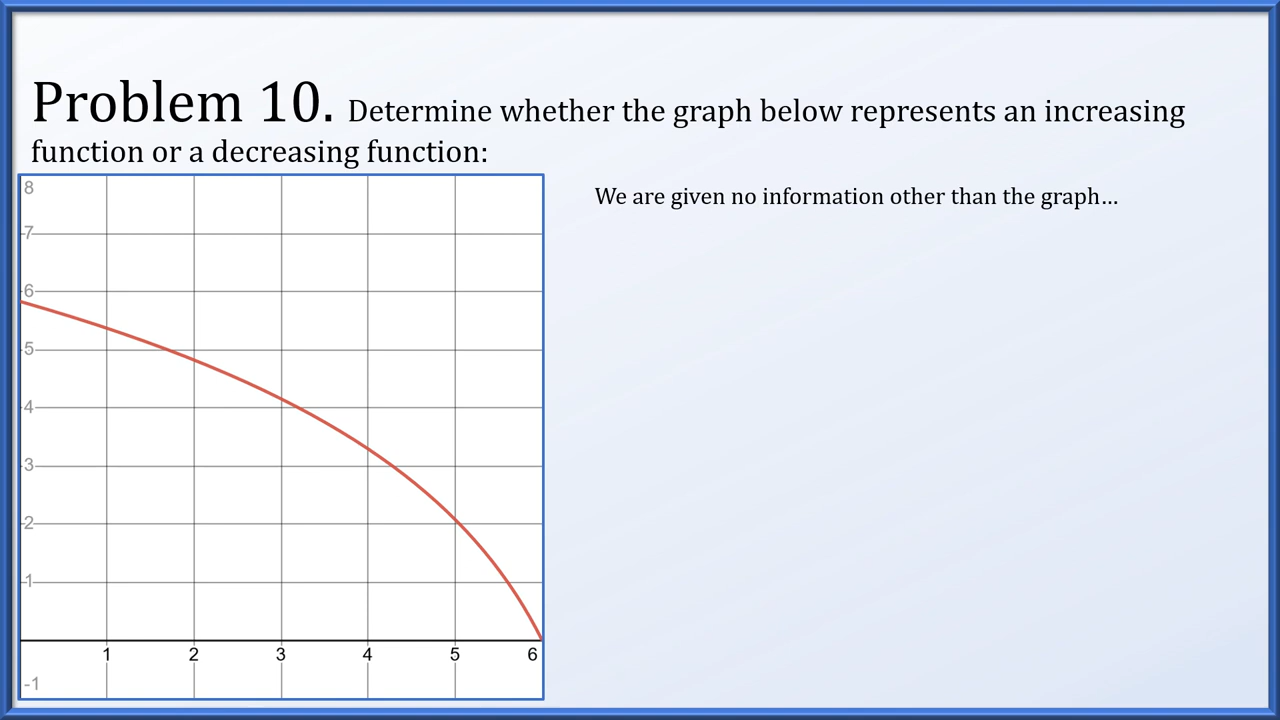 Problem 10. Determine whether the graph below represents an increasing
function or a decreasing function:
We are given no information other than the graph...
8
7
6
5
4
3
2
1
1 2 3 4 5 6
-1